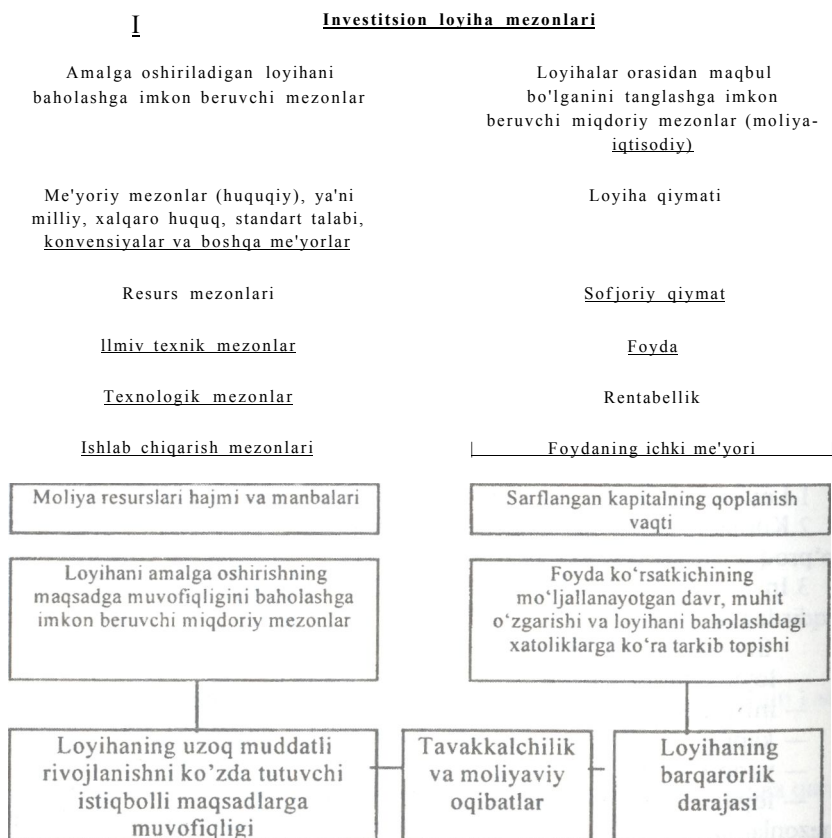 I
Investitsion loyiha mezonlari
Amalga oshiriladigan loyihani
baholashga imkon beruvchi mezonlar
Loyihalar orasidan maqbul
bo'lganini tanglashga imkon
beruvchi miqdoriy mezonlar (moliya-
iqtisodiy)
Me'yoriy mezonlar (huquqiy), ya'ni
milliy, xalqaro huquq, standart talabi,
konvensiyalar va boshqa me'yorlar
Loyiha qiymati
Resurs mezonlari
Sofjoriy qiymat
llmiv texnik mezonlar
Foyda
Texnologik mezonlar
Rentabellik
Ishlab chiqarish mezonlari
Foydaning ichki me'yori
Moliya resurslari hajmi va manbalari
Sarflangan kapitalning qoplanish
vaqti
Loyihani amalga oshirishning
maqsadga muvofiqligini baholashga
imkon beruvchi miqdoriy mezonlar
Foyda ko‘rsatkichining
mo‘ljallanayotgan davr, muhit
o‘zgarishi va loyihani baholashdagi
xatoliklarga ko‘ra tarkib topishi
Loyihaning uzoq muddatli
rivojlanishni ko’zda tutuvchi
istiqbolli maqsadlarga
muvofiqligi
Tavakkalchilik
va moliyaviy
oqibatlar
Loyihaning
barqarorlik
darajasi